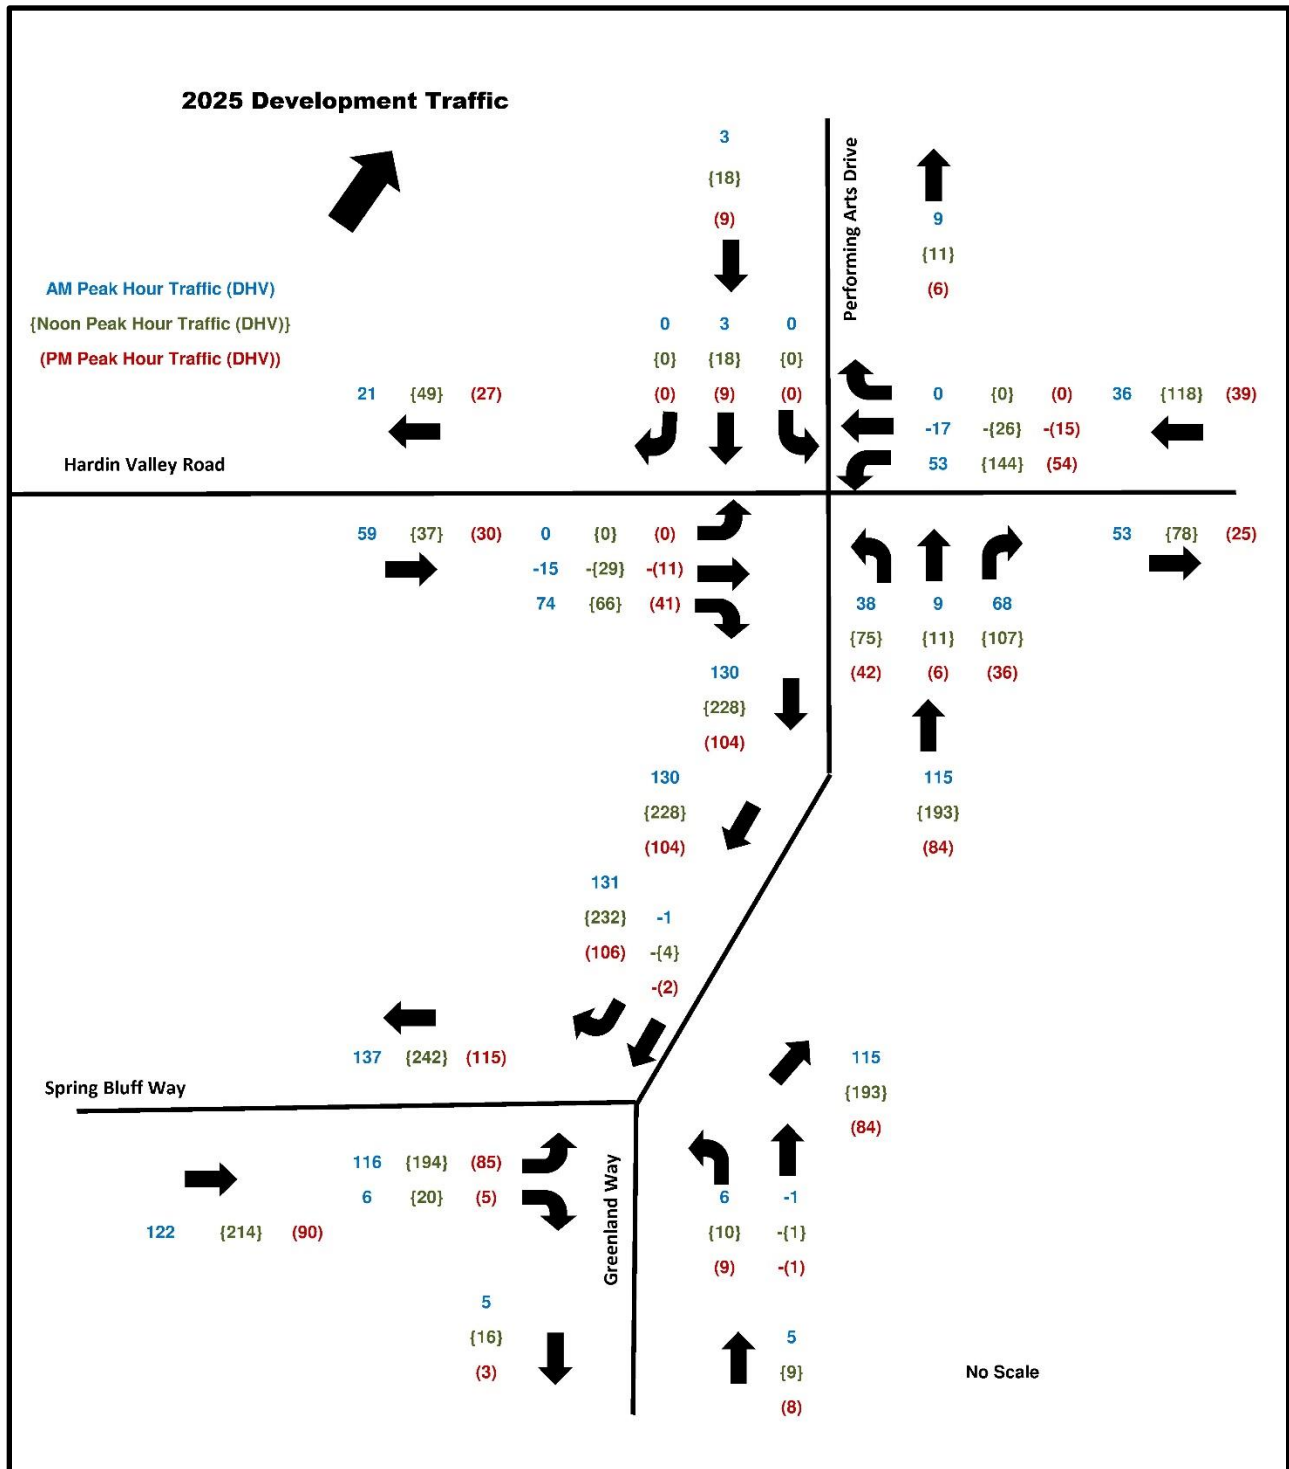 2025 Development Traffic
3
{18}
(9)
Performing Arts Drive
9
{11}
(6)
AM Peak Hour Traffic (DHV)
{Noon Peak Hour Traffic (DHV)}
(PM Peak Hour Traffic (DHV))
0 3 0
{0} {18} {0}
(0) (9) (0)
21 {49} (27)
0 {0} (0) 36 {118} (39)
-17 -{26} -(15)
53 {144} (54)
Hardin Valley Road
59 {37} (30) 0 {0} (0)
-15 -{29} -(11)
74 {66} (41)
53 {78} (25)
38 9 68
{75} {11} {107}
(42) (6) (36)
130
{228}
(104)
115
{193}
(84)
130
{228}
(104)
131
{232} -1
(106) -{4}
-(2)
137 {242} (115)
Spring Bluff Way
115
{193}
(84)
116 {194} (85)
6 {20} (5)
122 {214} (90)
Greenland Way
6 -1
{10} -{1}
(9) -(1)
5
{16}
(3)
5
{9}
(8)
No Scale